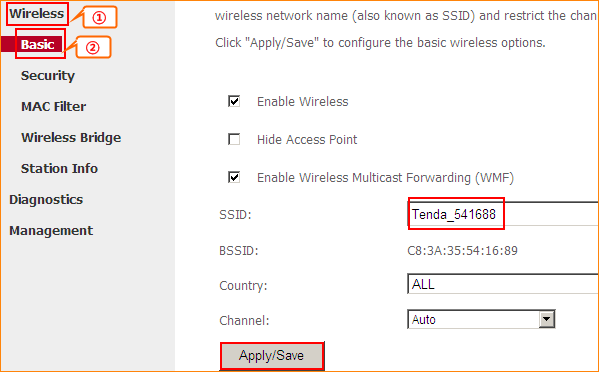 Wireless
①
Basic
②
Security
MAC Filter
Wireless Bridge
Station Info
Diagnostics
Management
wireless network name (also known as SSID) and restrict the chan
Click "Apply/Save" to configure the basic wireless options.
Enable Wireless
Hide Access Point
Enable Wireless Multicast Forwarding (WMF)
SSID: Tenda_541688
BSSID: C8:3A:35:54:16:89
Country: ALL
Channel: Auto
Apply/Save